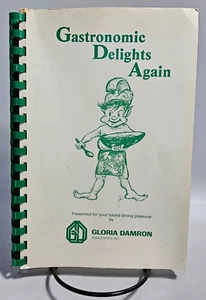 Gastronomic
Delights
Again
Presented for your Island dining pleasure
by
GLORIA DAMRON